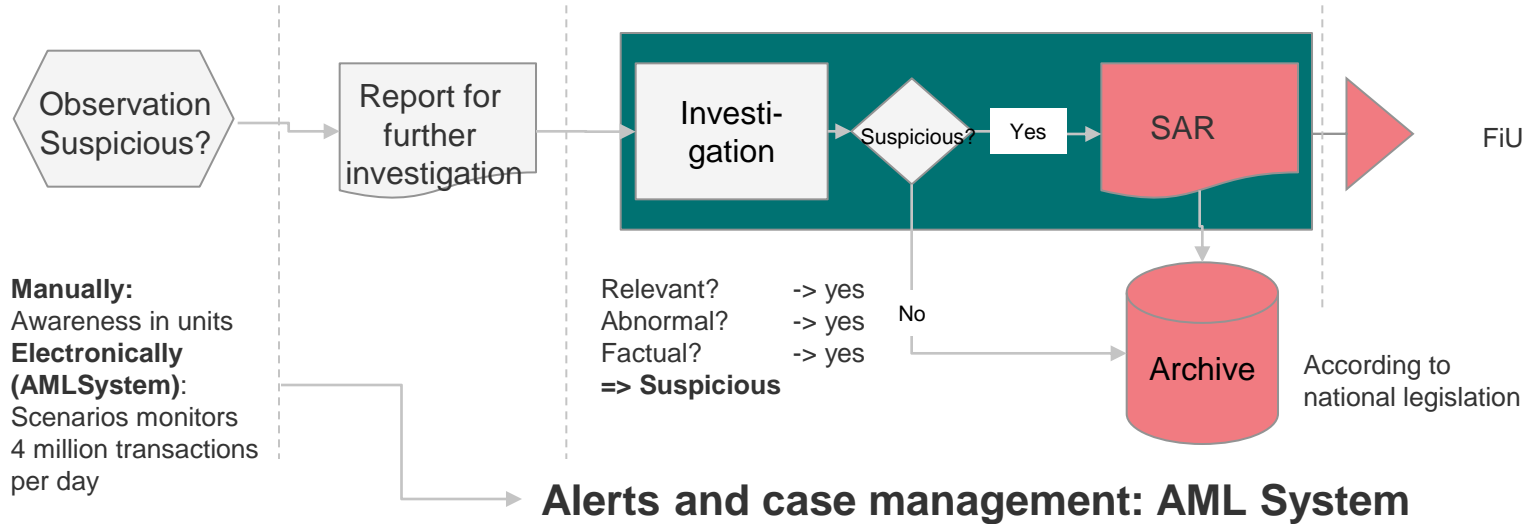 Observation
Suspicious?
Report for
further
investigation
Investi-
gation
Suspicious?
Yes
SAR
FiU
Manually:
Awareness in units
Electronically
(AMLSystem):
Scenarios monitors
4 million transactions
per day
Relevant? -> yes
Abnormal? -> yes
Factual? -> yes
=> Suspicious
No
Archive
According to
national legislation
Alerts and case management: AML System